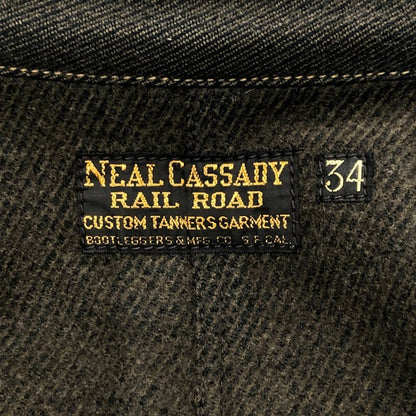 NEAL CASSADY
RAIL ROAD
CUSTOM TANNERS GARMENT
BOOTLEGGERS & MFG. CO. S.F. CAL.
34